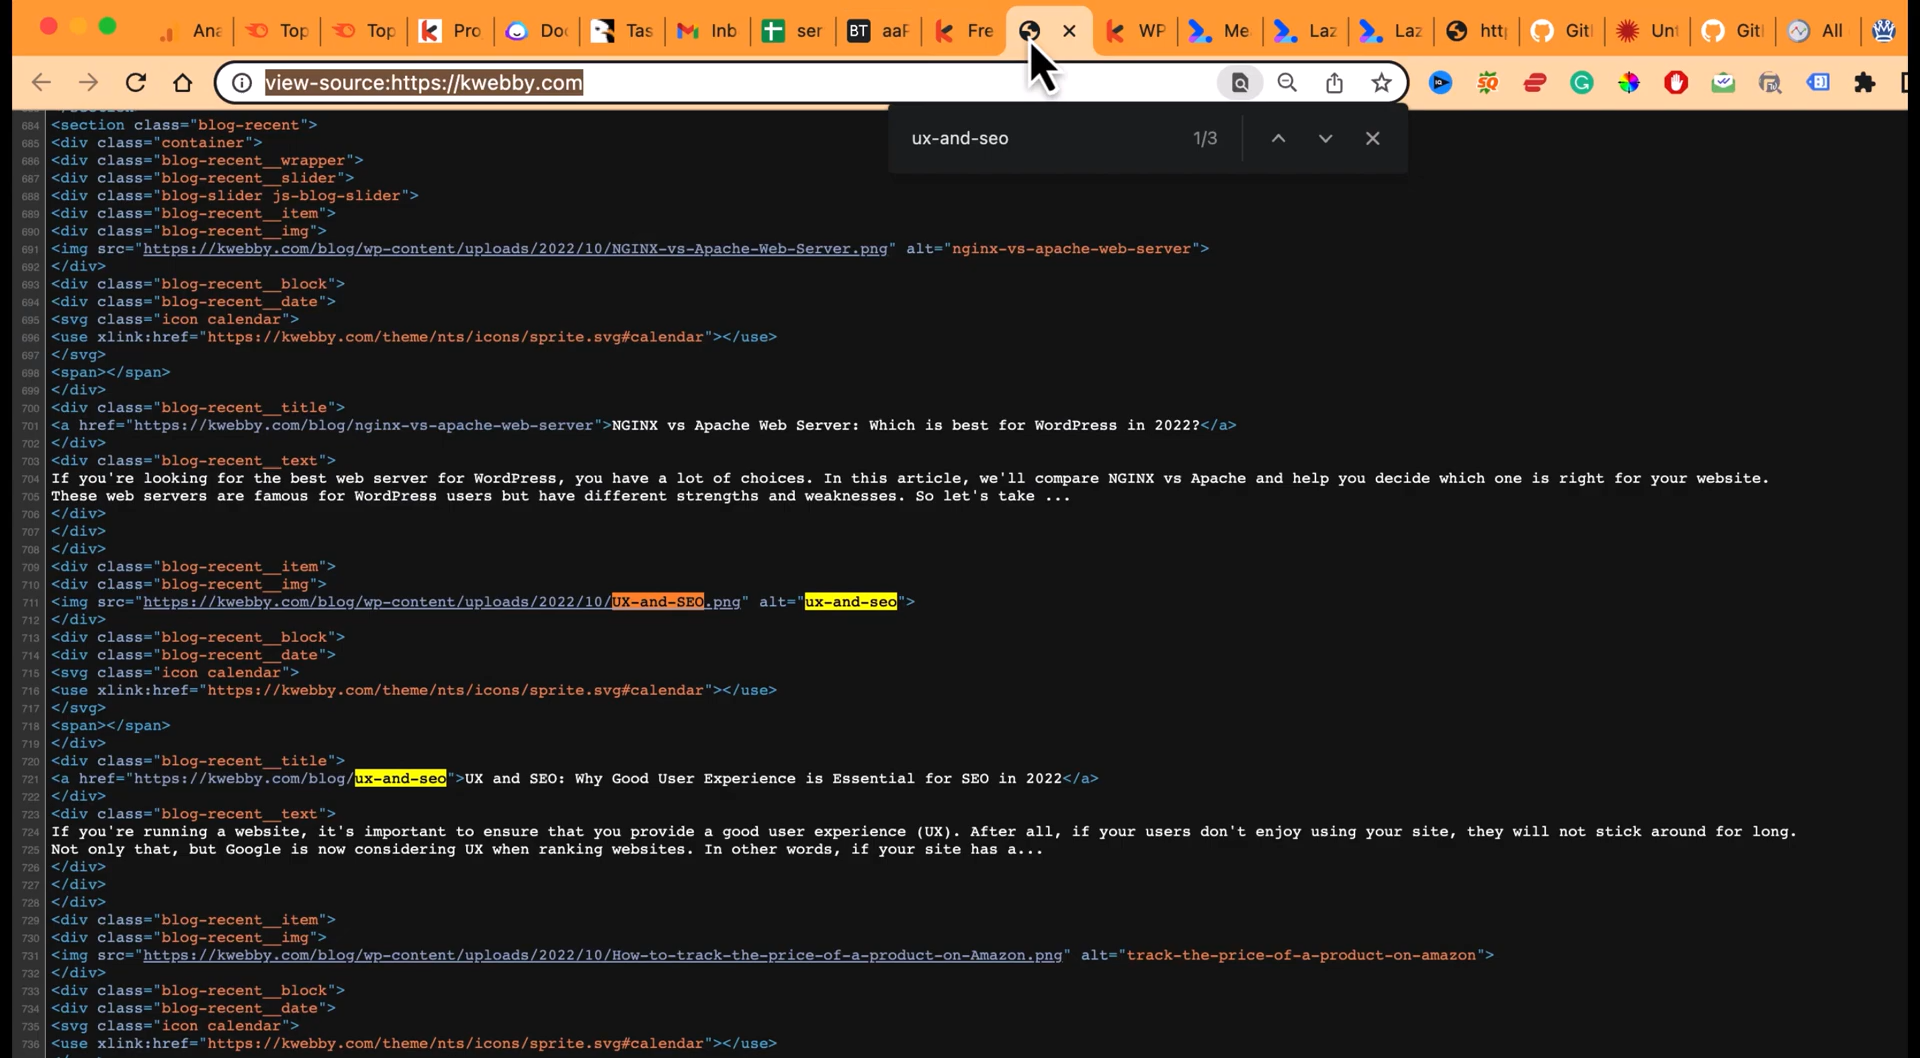 Ana
Top
Top
Pro
Doc
Tas
Inb
ser
BT
Fre
WP
Me
Laz
Laz
Git
All
view-source:https://kwebby.com
ux-and-seo
1/3
684 <section class="blog-recent">
685 <div class="container">
686 <div class="blog-recent__wrapper">
687 <div class="blog-recent__slider">
688 <div class="blog-slider js-blog-slider">
689 <div class="blog-recent__item">
690 <div class="blog-recent__img">
691 <img src="https://kwebby.com/blog/wp-content/uploads/2022/10/NGINX-vs-Apache-Web-Server.png" alt="nginx-vs-apache-web-server">
692 </div>
693 <div class="blog-recent__block">
694 <div class="blog-recent__date">
695 <svg class="icon calendar">
696 <use xlink:href="https://kwebby.com/theme/nts/icons/sprite.svg#calendar"></use>
697 </svg>
698 <span></span>
699 </div>
700 <div class="blog-recent__title">
701 <a href="https://kwebby.com/blog/nginx-vs-apache-web-server">NGINX vs Apache Web Server: Which is best for WordPress in 2022?</a>
702 </div>
703 <div class="blog-recent__text">
704 If you're looking for the best web server for WordPress, you have a lot of choices. In this article, we'll compare NGINX vs Apache and help you decide which one is right for your website.
705 These web servers are famous for WordPress users but have different strengths and weaknesses. So let's take ...
706 </div>
707 </div>
708 </div>
709 <div class="blog-recent__item">
710 <div class="blog-recent__img">
711 <img src="https://kwebby.com/blog/wp-content/uploads/2022/10/UX-and-SEO.png" alt="ux-and-seo">
712 </div>
713 <div class="blog-recent__block">
714 <div class="blog-recent__date">
715 <svg class="icon calendar">
716 <use xlink:href="https://kwebby.com/theme/nts/icons/sprite.svg#calendar"></use>
717 </svg>
718 <span></span>
719 </div>
720 <div class="blog-recent__title">
721 <a href="https://kwebby.com/blog/ux-and-seo">UX and SEO: Why Good User Experience is Essential for SEO in 2022</a>
722 </div>
723 <div class="blog-recent__text">
724 If you're running a website, it's important to ensure that you provide a good user experience (UX). After all, if your users don't enjoy using your site, they will not stick around for long.
725 Not only that, but Google is now considering UX when ranking websites. In other words, if your site has a...
726 </div>
727 </div>
728 </div>
729 <div class="blog-recent__item">
730 <div class="blog-recent__img">
731 <img src="https://kwebby.com/blog/wp-content/uploads/2022/10/How-to-track-the-price-of-a-product-on-Amazon.png" alt="track-the-price-of-a-product-on-amazon">
732 </div>
733 <div class="blog-recent__block">
734 <div class="blog-recent__date">
735 <svg class="icon calendar">
736 <use xlink:href="https://kwebby.com/theme/nts/icons/sprite.svg#calendar"></use>